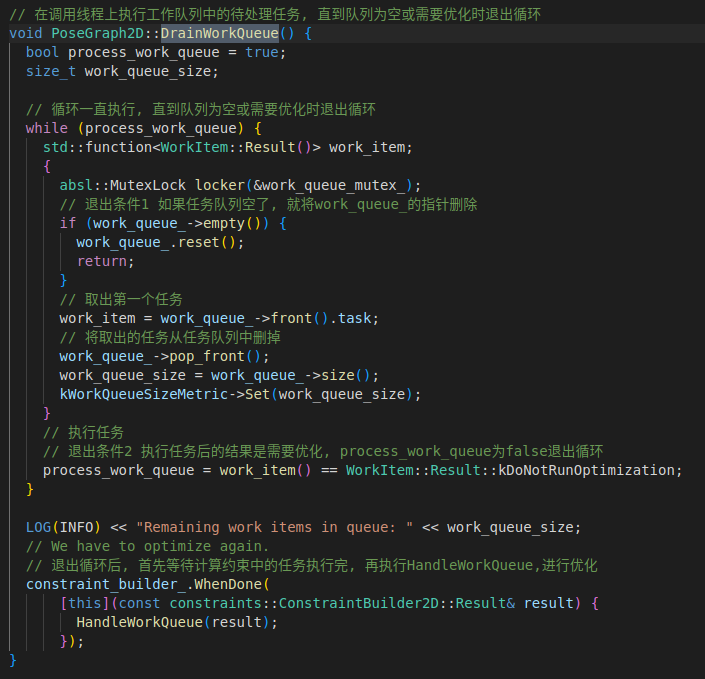 // 在调用线程上执行工作队列中的待处理任务, 直到队列为空或需要优化时退出循环
void PoseGraph2D::DrainWorkQueue() {
  bool process_work_queue = true;
  size_t work_queue_size;

  // 循环一直执行, 直到队列为空或需要优化时退出循环
  while (process_work_queue) {
    std::function<WorkItem::Result()> work_item;
    {
      absl::MutexLock locker(&work_queue_mutex_);
      // 退出条件1 如果任务队列空了, 就将work_queue_的指针删除
      if (work_queue_->empty()) {
        work_queue_.reset();
        return;
      }
      // 取出第一个任务
      work_item = work_queue_->front().task;
      // 将取出的任务从任务队列中删掉
      work_queue_->pop_front();
      work_queue_size = work_queue_->size();
      kWorkQueueSizeMetric->Set(work_queue_size);
    }
    // 执行任务
    // 退出条件2 执行任务后的结果是需要优化, process_work_queue为false退出循环
    process_work_queue = work_item() == WorkItem::Result::kDoNotRunOptimization;
  }

  LOG(INFO) << "Remaining work items in queue: " << work_queue_size;
  // We have to optimize again.
  // 退出循环后, 首先等待计算约束中的任务执行完, 再执行HandleWorkQueue,进行优化
  constraint_builder_.WhenDone(
      [this](const constraints::ConstraintBuilder2D::Result& result) {
        HandleWorkQueue(result);
      });
}